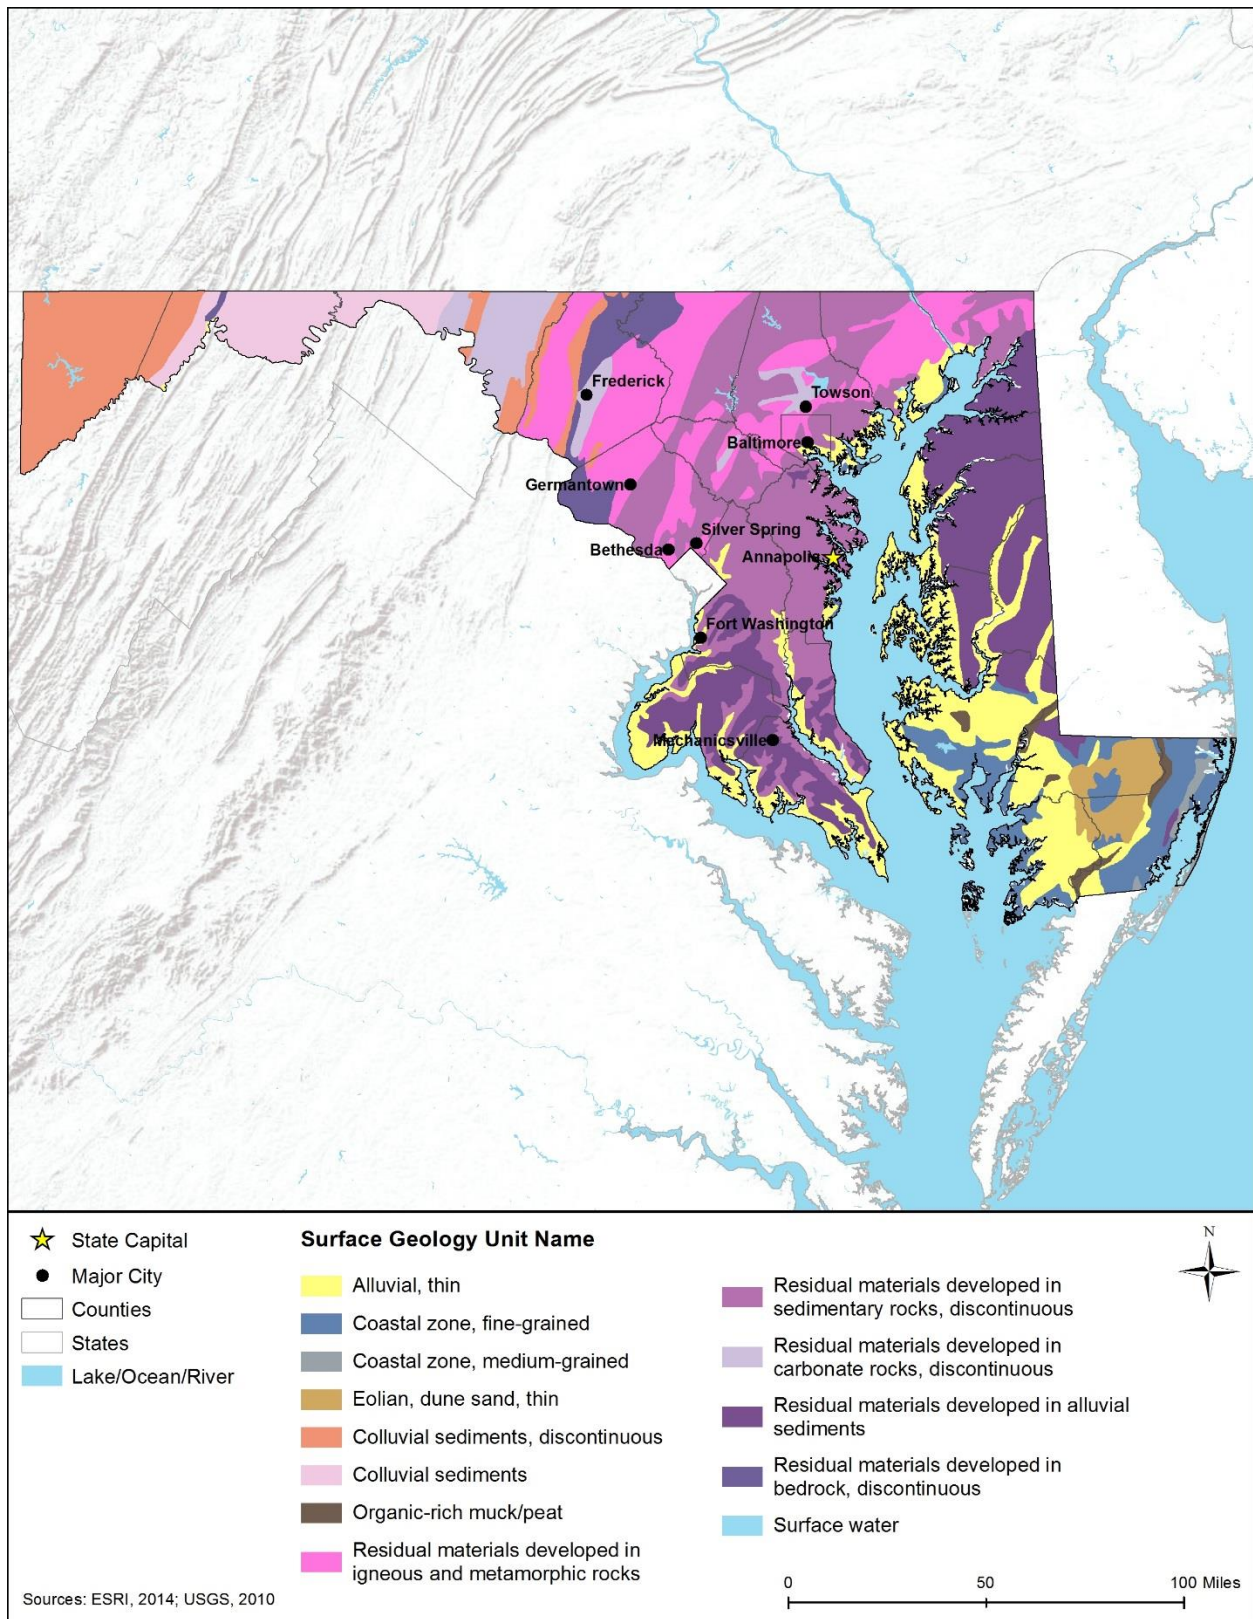 Frederick
Towson
Baltimore
Germantown
Silver Spring
Bethesda
Annapolis
Fort Washington
Mechanicsville
State Capital
Major City
Counties
States
Lake/Ocean/River
Sources: ESRI, 2014; USGS, 2010
Surface Geology Unit Name
Alluvial, thin
Coastal zone, fine-grained
Coastal zone, medium-grained
Eolian, dune sand, thin
Colluvial sediments, discontinuous
Colluvial sediments
Organic-rich muck/peat
Residual materials developed in
igneous and metamorphic rocks
Residual materials developed in
sedimentary rocks, discontinuous
Residual materials developed in
carbonate rocks, discontinuous
Residual materials developed in alluvial
sediments
Residual materials developed in
bedrock, discontinuous
Surface water
N
0 50 100 Miles